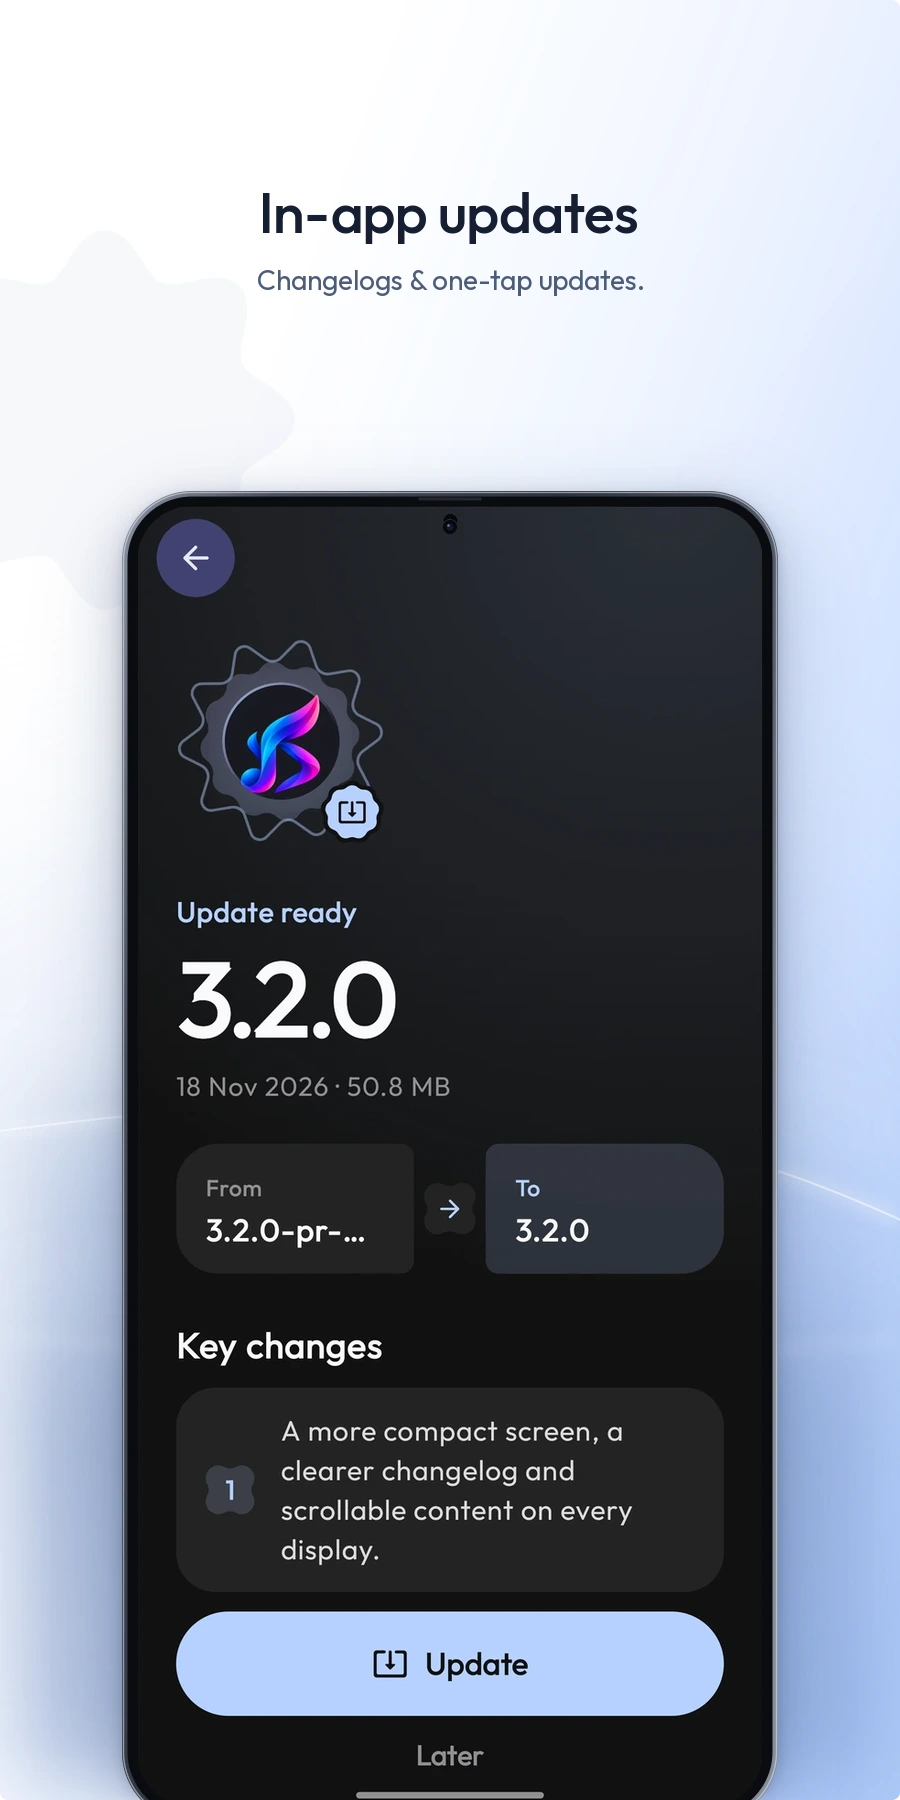 In-app updates
Changelogs & one-tap updates.
Update ready
3.2.0
18 Nov 2026 · 50.8 MB
From
3.2.0-pr-...
To
3.2.0
Key changes
1
A more compact screen, a
clearer changelog and
scrollable content on every
display.
Update
Later